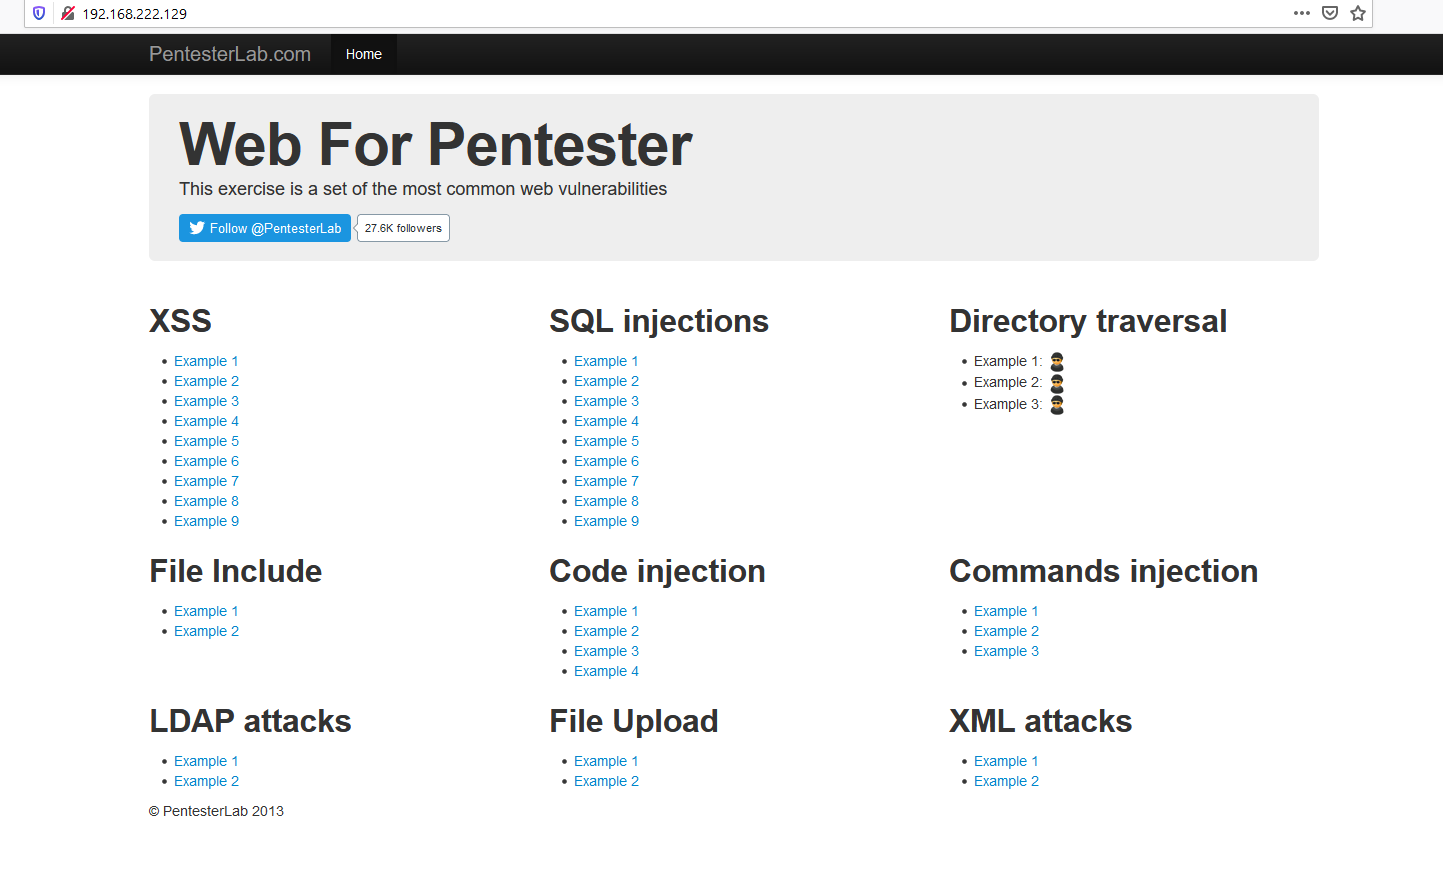 192.168.222.129
PentesterLab.com Home
Web For Pentester
This exercise is a set of the most common web vulnerabilities
Follow @PentesterLab 27.6K followers
XSS
Example 1
Example 2
Example 3
Example 4
Example 5
Example 6
Example 7
Example 8
Example 9
SQL injections
Example 1
Example 2
Example 3
Example 4
Example 5
Example 6
Example 7
Example 8
Example 9
Directory traversal
Example 1:
Example 2:
Example 3:
File Include
Example 1
Example 2
Code injection
Example 1
Example 2
Example 3
Example 4
Commands injection
Example 1
Example 2
Example 3
LDAP attacks
Example 1
Example 2
File Upload
Example 1
Example 2
XML attacks
Example 1
Example 2
© PentesterLab 2013